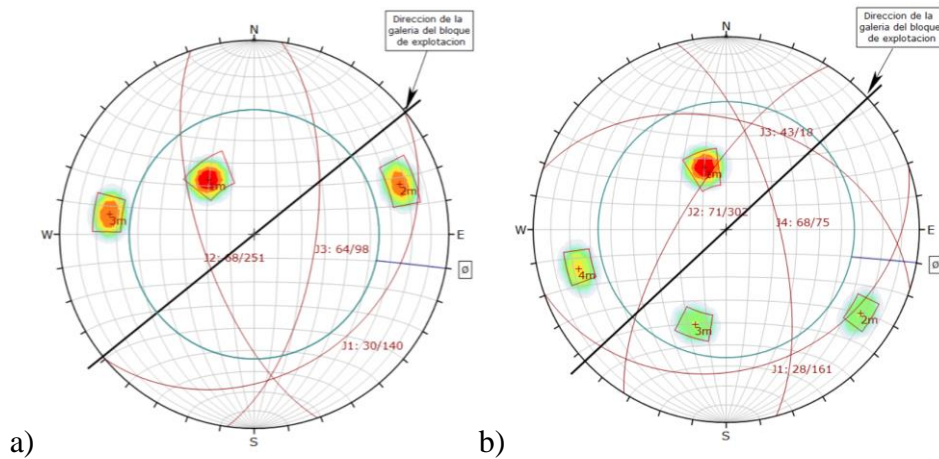 Direccion de la
galeria del bloque
de explotacion
N
1m
2m
3m
W
E
J3: 64/98
J2: 68/251
ø
J1: 30/140
S
a)
Direccion de la
galeria del bloque
de explotacion
N
J3: 43/18
1m
J2: 71/302
J4: 68/75
W
E
ø
4m
2m
3m
J1: 28/161
S
b)